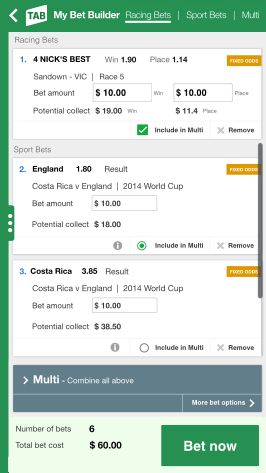 TAB My Bet Builder Racing Bets | Sport Bets | Multi
Racing Bets
1. 4 NICK'S BEST Win 1.90 Place 1.14 FIXED ODDS
Sandown - VIC | Race 5
Bet amount $ 10.00 Win $ 10.00 Place
Potential collect $ 19.00 Win $ 11.4 Place
Include in Multi Remove
Sport Bets
2. England 1.80 Result FIXED ODDS
Costa Rica v England | 2014 World Cup
Bet amount $ 10.00
Potential collect $ 18.00
Include in Multi Remove
3. Costa Rica 3.85 Result FIXED ODDS
Costa Rica v England | 2014 World Cup
Bet amount $ 10.00
Potential collect $ 38.50
Include in Multi Remove
Multi - Combine all above
More bet options
Number of bets 6
Total bet cost $ 60.00
Bet now